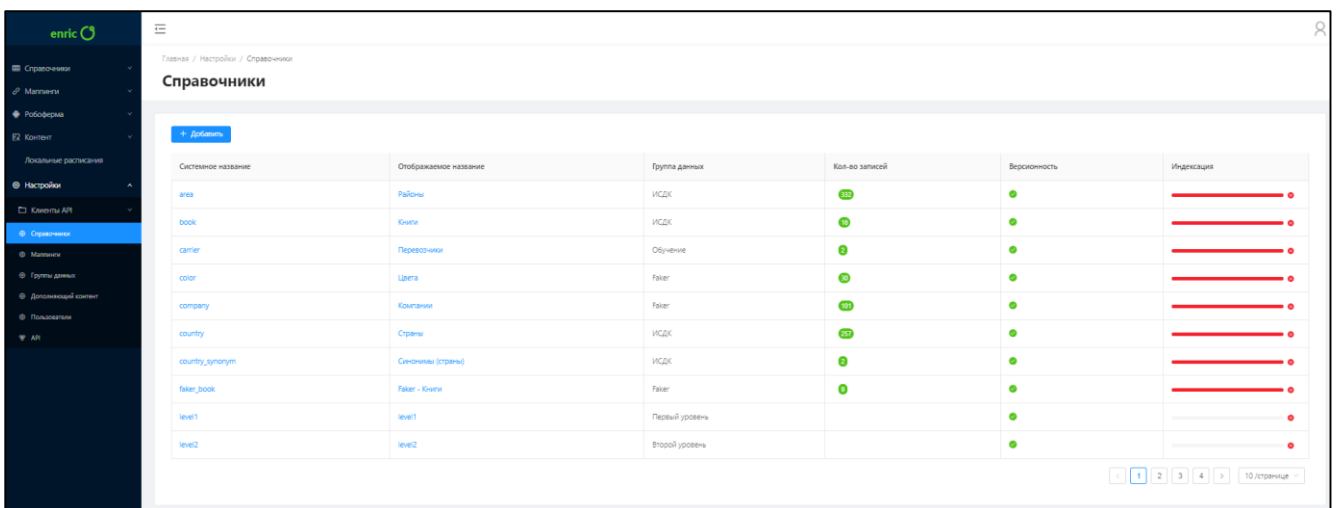 enric
Справочники
Маппинги
Робоферма
Контент
Локальные расписания
Настройки
Клиенты API
Справочники
Маппинги
Группы данных
Дополняющий контент
Пользователи
API
Главная / Настройки / Справочники
Справочники
+ Добавить
Системное название Отображаемое название Группа данных Кол-во записей Версионность Индексация
area Районы ИСДК 332
book Книги ИСДК 18
carrier Перевозчики Обучение 2
color Цвета Faker 30
company Компании Faker 101
country Страны ИСДК 257
country_synonym Синонимы (страны) ИСДК 2
faker_book Faker - Книги Faker 9
level1 level1 Первый уровень
level2 level2 Второй уровень
< 1 2 3 4 > 10 /странице